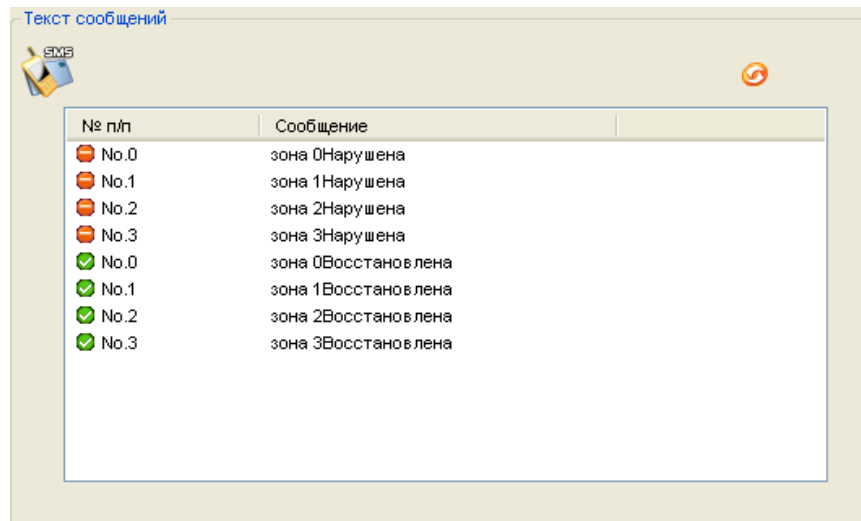 Текст сообщений
SMS
№ п/п Сообщение
No.0 зона 0Нарушена
No.1 зона 1Нарушена
No.2 зона 2Нарушена
No.3 зона 3Нарушена
No.0 зона 0Восстановлена
No.1 зона 1Восстановлена
No.2 зона 2Восстановлена
No.3 зона 3Восстановлена